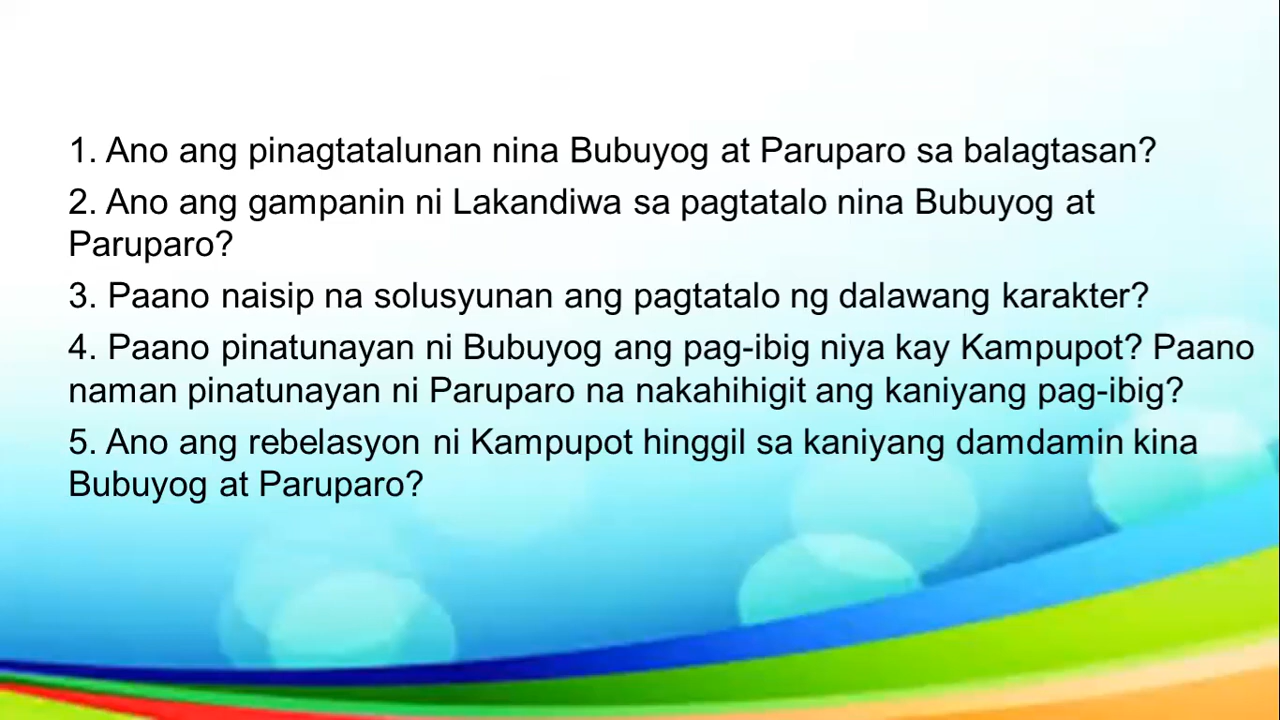 1. Ano ang pinagtatalunan nina Bubuyog at Paruparo sa balagtasan?
2. Ano ang gampanin ni Lakandiwa sa pagtatalo nina Bubuyog at
Paruparo?
3. Paano naisip na solusyunan ang pagtatalo ng dalawang karakter?
4. Paano pinatunayan ni Bubuyog ang pag-ibig niya kay Kampupot? Paano
naman pinatunayan ni Paruparo na nakahihigit ang kaniyang pag-ibig?
5. Ano ang rebelasyon ni Kampupot hinggil sa kaniyang damdamin kina
Bubuyog at Paruparo?